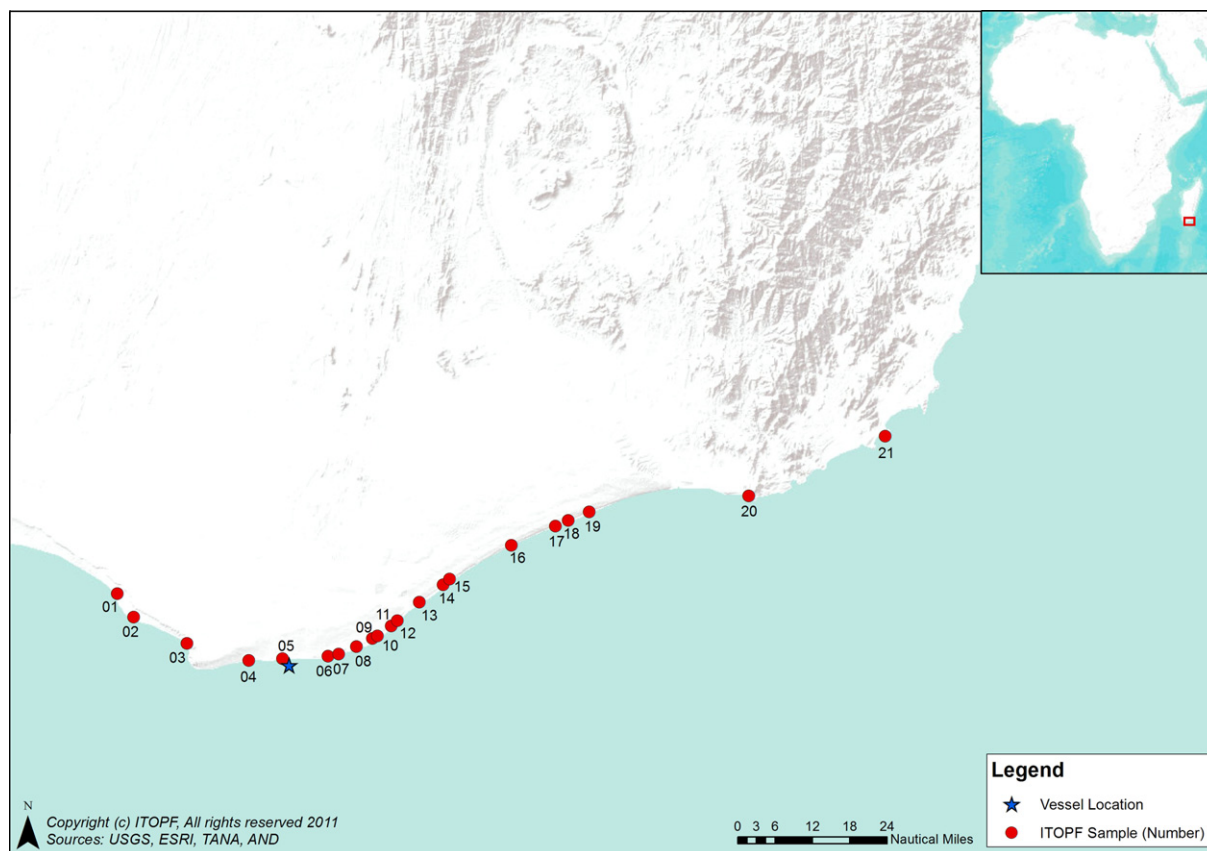 21
20
19
18
17
16
15
14
13
12
11
10
09
08
07
06
05
04
03
02
01
Legend
Vessel Location
ITOPF Sample (Number)
N
Copyright (c) ITOPF, All rights reserved 2011
Sources: USGS, ESRI, TANA, AND
0 3 6 12 18 24
Nautical Miles